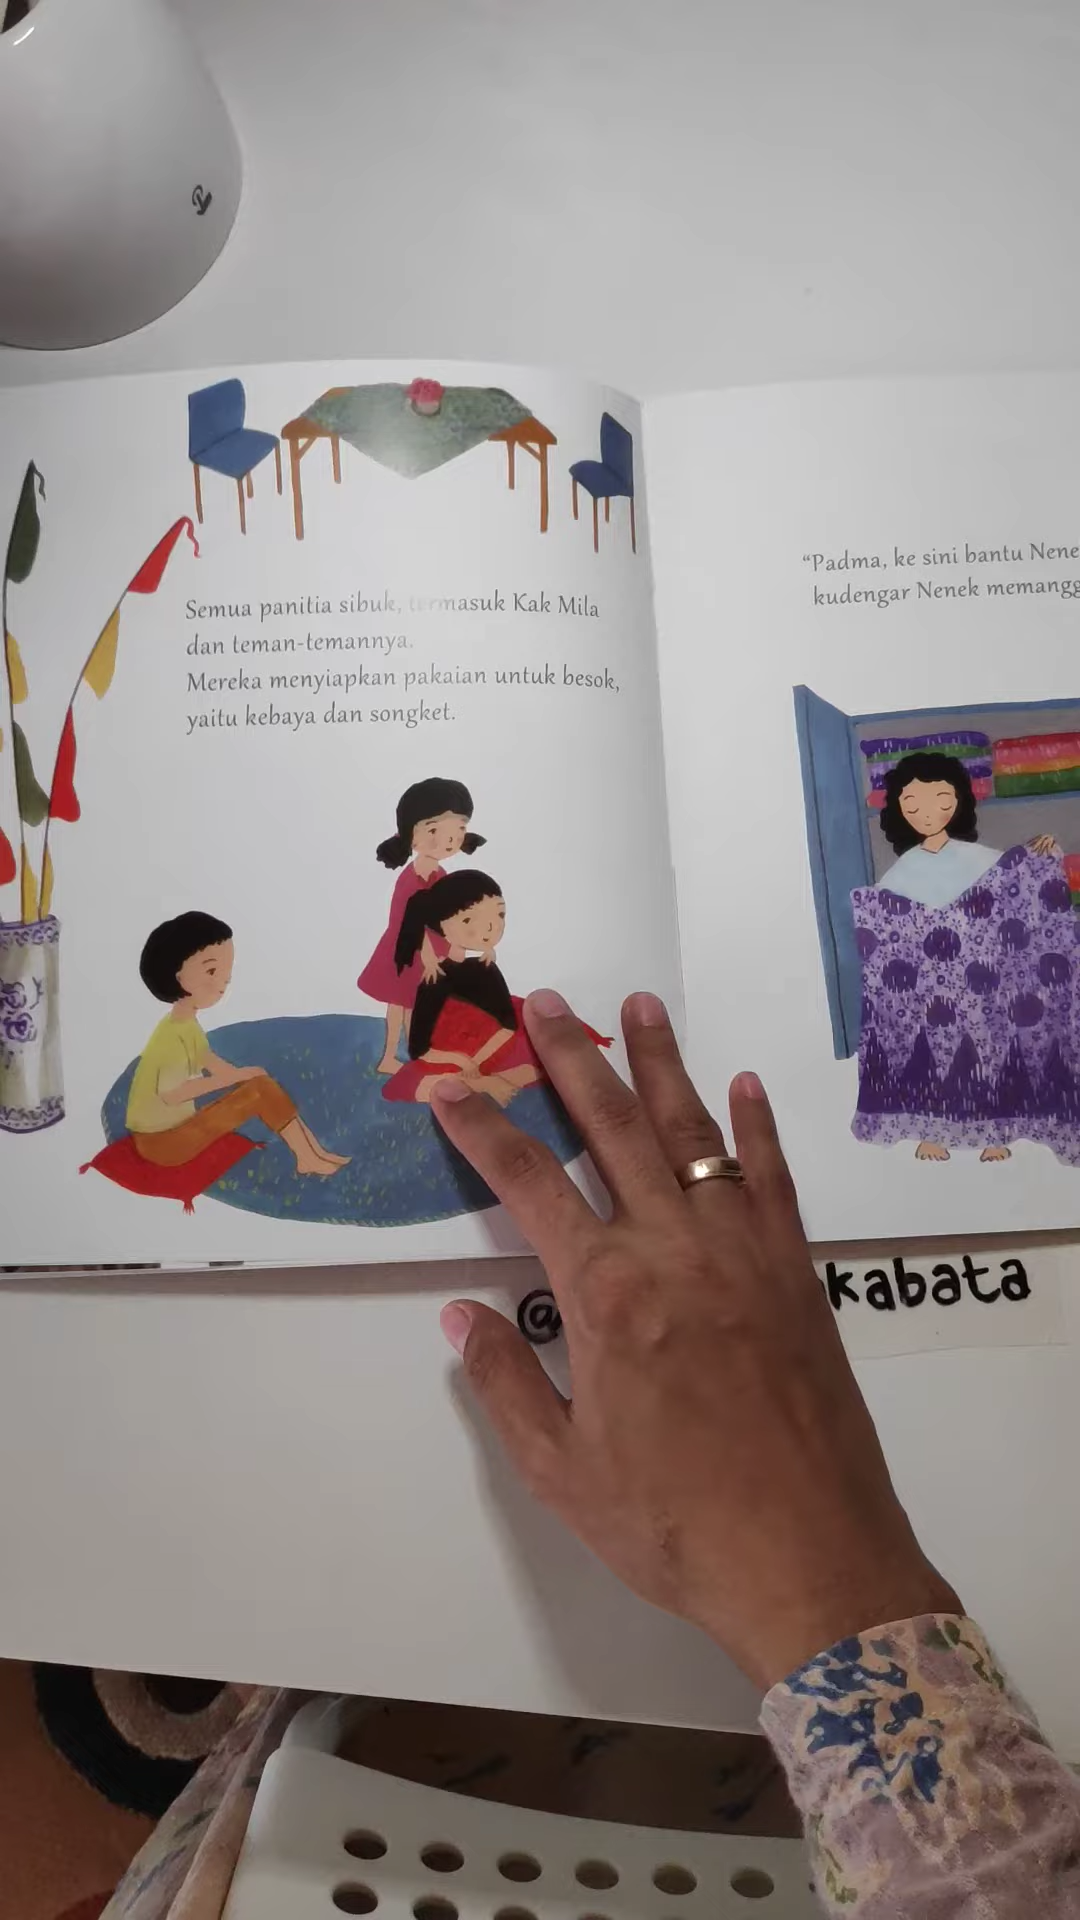 Semua panitia sibuk, termasuk Kak Mila
dan teman-temannya.
Mereka menyiapkan pakaian untuk besok,
yaitu kebaya dan songket.
“Padma, ke sini bantu Nene
kudengar Nenek memangg
@ kabata